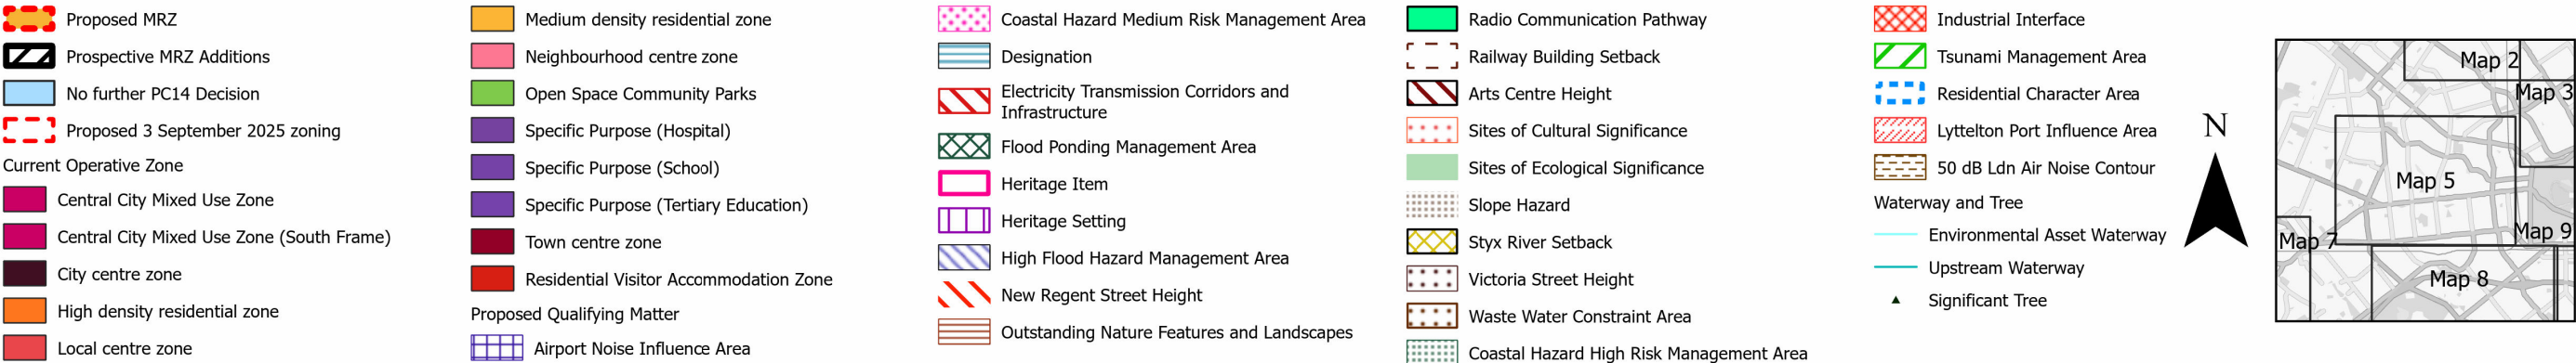 Proposed MRZ
Prospective MRZ Additions
No further PC14 Decision
Proposed 3 September 2025 zoning
Current Operative Zone
Central City Mixed Use Zone
Central City Mixed Use Zone (South Frame)
City centre zone
High density residential zone
Local centre zone
Medium density residential zone
Neighbourhood centre zone
Open Space Community Parks
Specific Purpose (Hospital)
Specific Purpose (School)
Specific Purpose (Tertiary Education)
Town centre zone
Residential Visitor Accommodation Zone
Proposed Qualifying Matter
Airport Noise Influence Area
Coastal Hazard Medium Risk Management Area
Designation
Electricity Transmission Corridors and
Infrastructure
Flood Ponding Management Area
Heritage Item
Heritage Setting
High Flood Hazard Management Area
New Regent Street Height
Outstanding Nature Features and Landscapes
Radio Communication Pathway
Railway Building Setback
Arts Centre Height
Sites of Cultural Significance
Sites of Ecological Significance
Slope Hazard
Styx River Setback
Victoria Street Height
Waste Water Constraint Area
Coastal Hazard High Risk Management Area
Industrial Interface
Tsunami Management Area
Residential Character Area
Lyttelton Port Influence Area
50 dB Ldn Air Noise Contour
Waterway and Tree
Environmental Asset Waterway
Upstream Waterway
Significant Tree
N
Map 2
Map 3
Map 5
Map 9
Map 7
Map 8